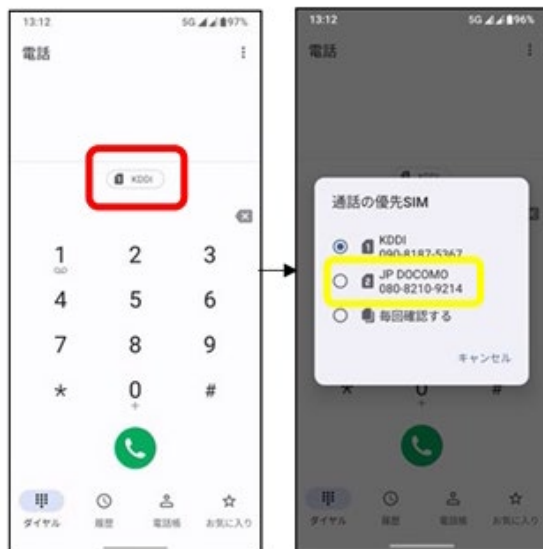 13:12 5G 97%
電話
KDDI
1 2 3
4 5 6
7 8 9
* 0 #
+
ダイヤル 履歴 電話帳 お気に入り
13:12 5G 96%
電話
通話の優先SIM
1 KDDI
090-8187-5367
2 JP DOCOMO
080-8210-9214
毎回確認する
キャンセル
* 0 #
+
ダイヤル 履歴 電話帳 お気に入り